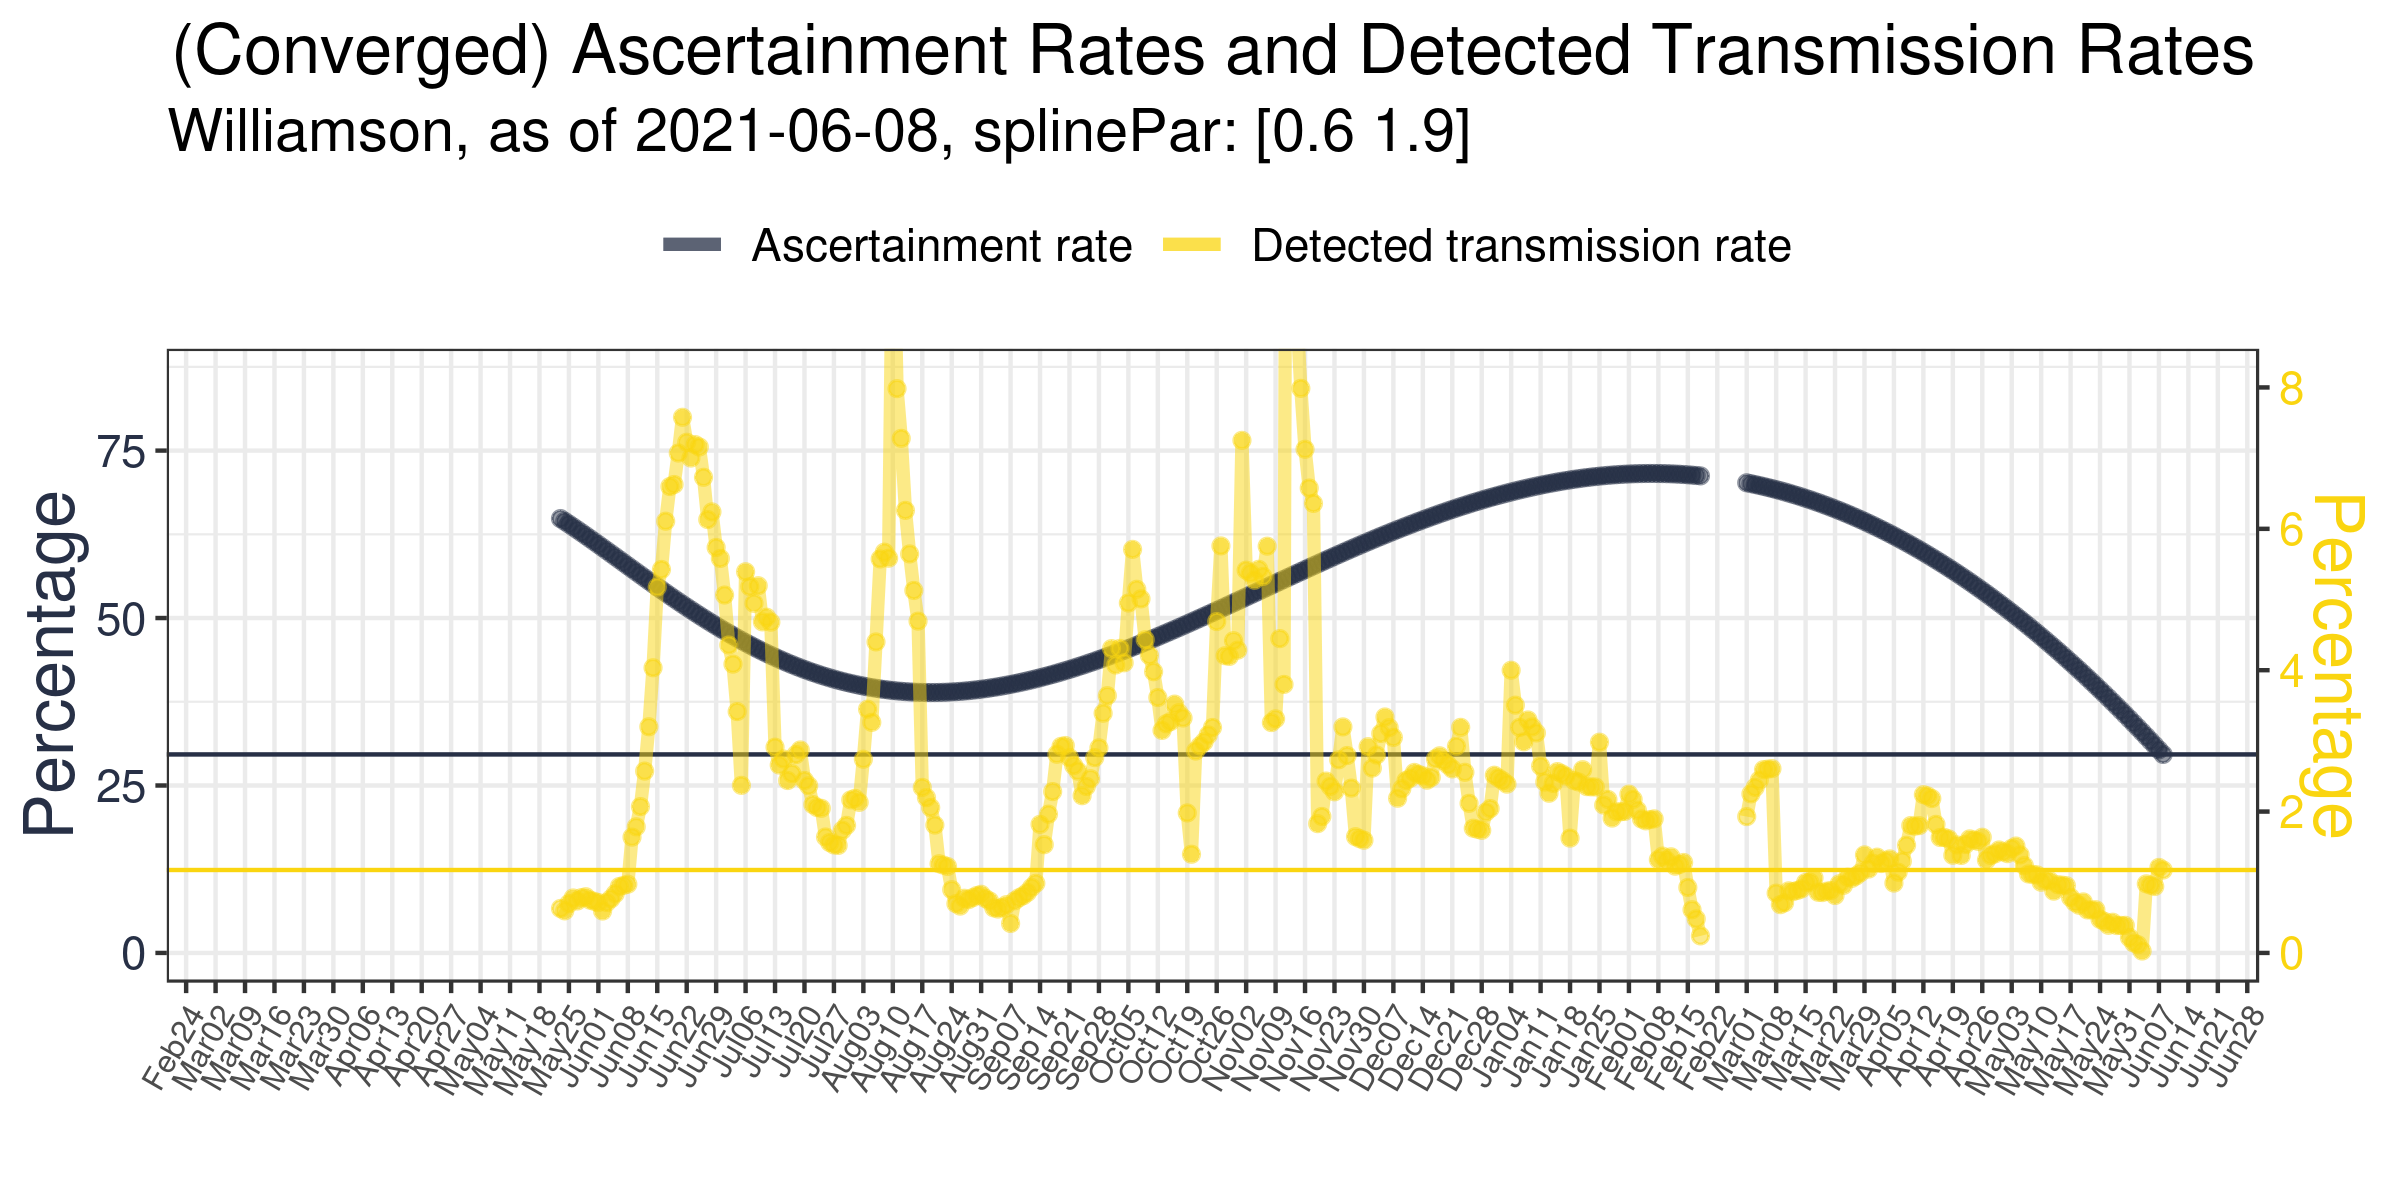 (Converged) Ascertainment Rates and Detected Transmission Rates
Williamson, as of 2021-06-08, splinePar: [0.6 1.9]
Ascertainment rate
Detected transmission rate
Percentage
75
50
25
0
8
6
4
2
0
Percentage
Feb24
Mar02
Mar09
Mar16
Mar23
Mar30
Apr06
Apr13
Apr20
Apr27
May04
May11
May18
May25
Jun01
Jun08
Jun15
Jun22
Jun29
Jul06
Jul13
Jul20
Jul27
Aug03
Aug10
Aug17
Aug24
Aug31
Sep07
Sep14
Sep21
Sep28
Oct05
Oct12
Oct19
Oct26
Nov02
Nov09
Nov16
Nov23
Nov30
Dec07
Dec14
Dec21
Dec28
Jan04
Jan11
Jan18
Jan25
Feb01
Feb08
Feb15
Feb22
Mar01
Mar08
Mar15
Mar22
Mar29
Apr05
Apr12
Apr19
Apr26
May03
May10
May17
May24
May31
Jun07
Jun14
Jun21
Jun28